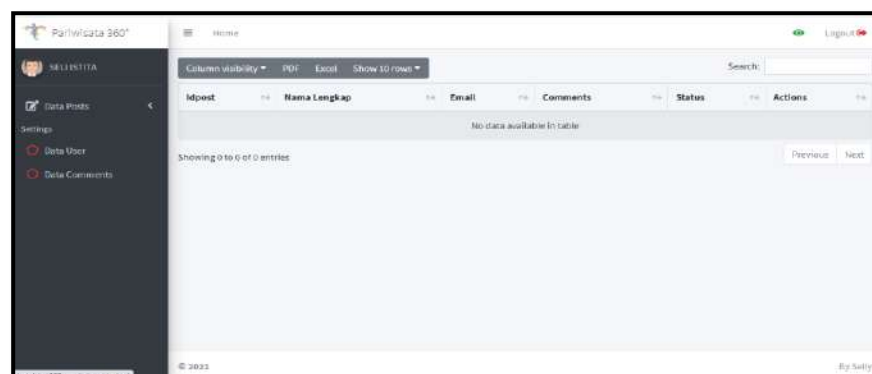 Pariwisata 360°
Home
Logout
SELLISTITA
Data Posts
Settings
Data User
Data Comments
Column visibility PDF Excel Show 10 rows
Search:
Idpost Nama Lengkap Email Comments Status Actions
No data available in table
Showing 0 to 0 of 0 entries
Previous Next
By Selly